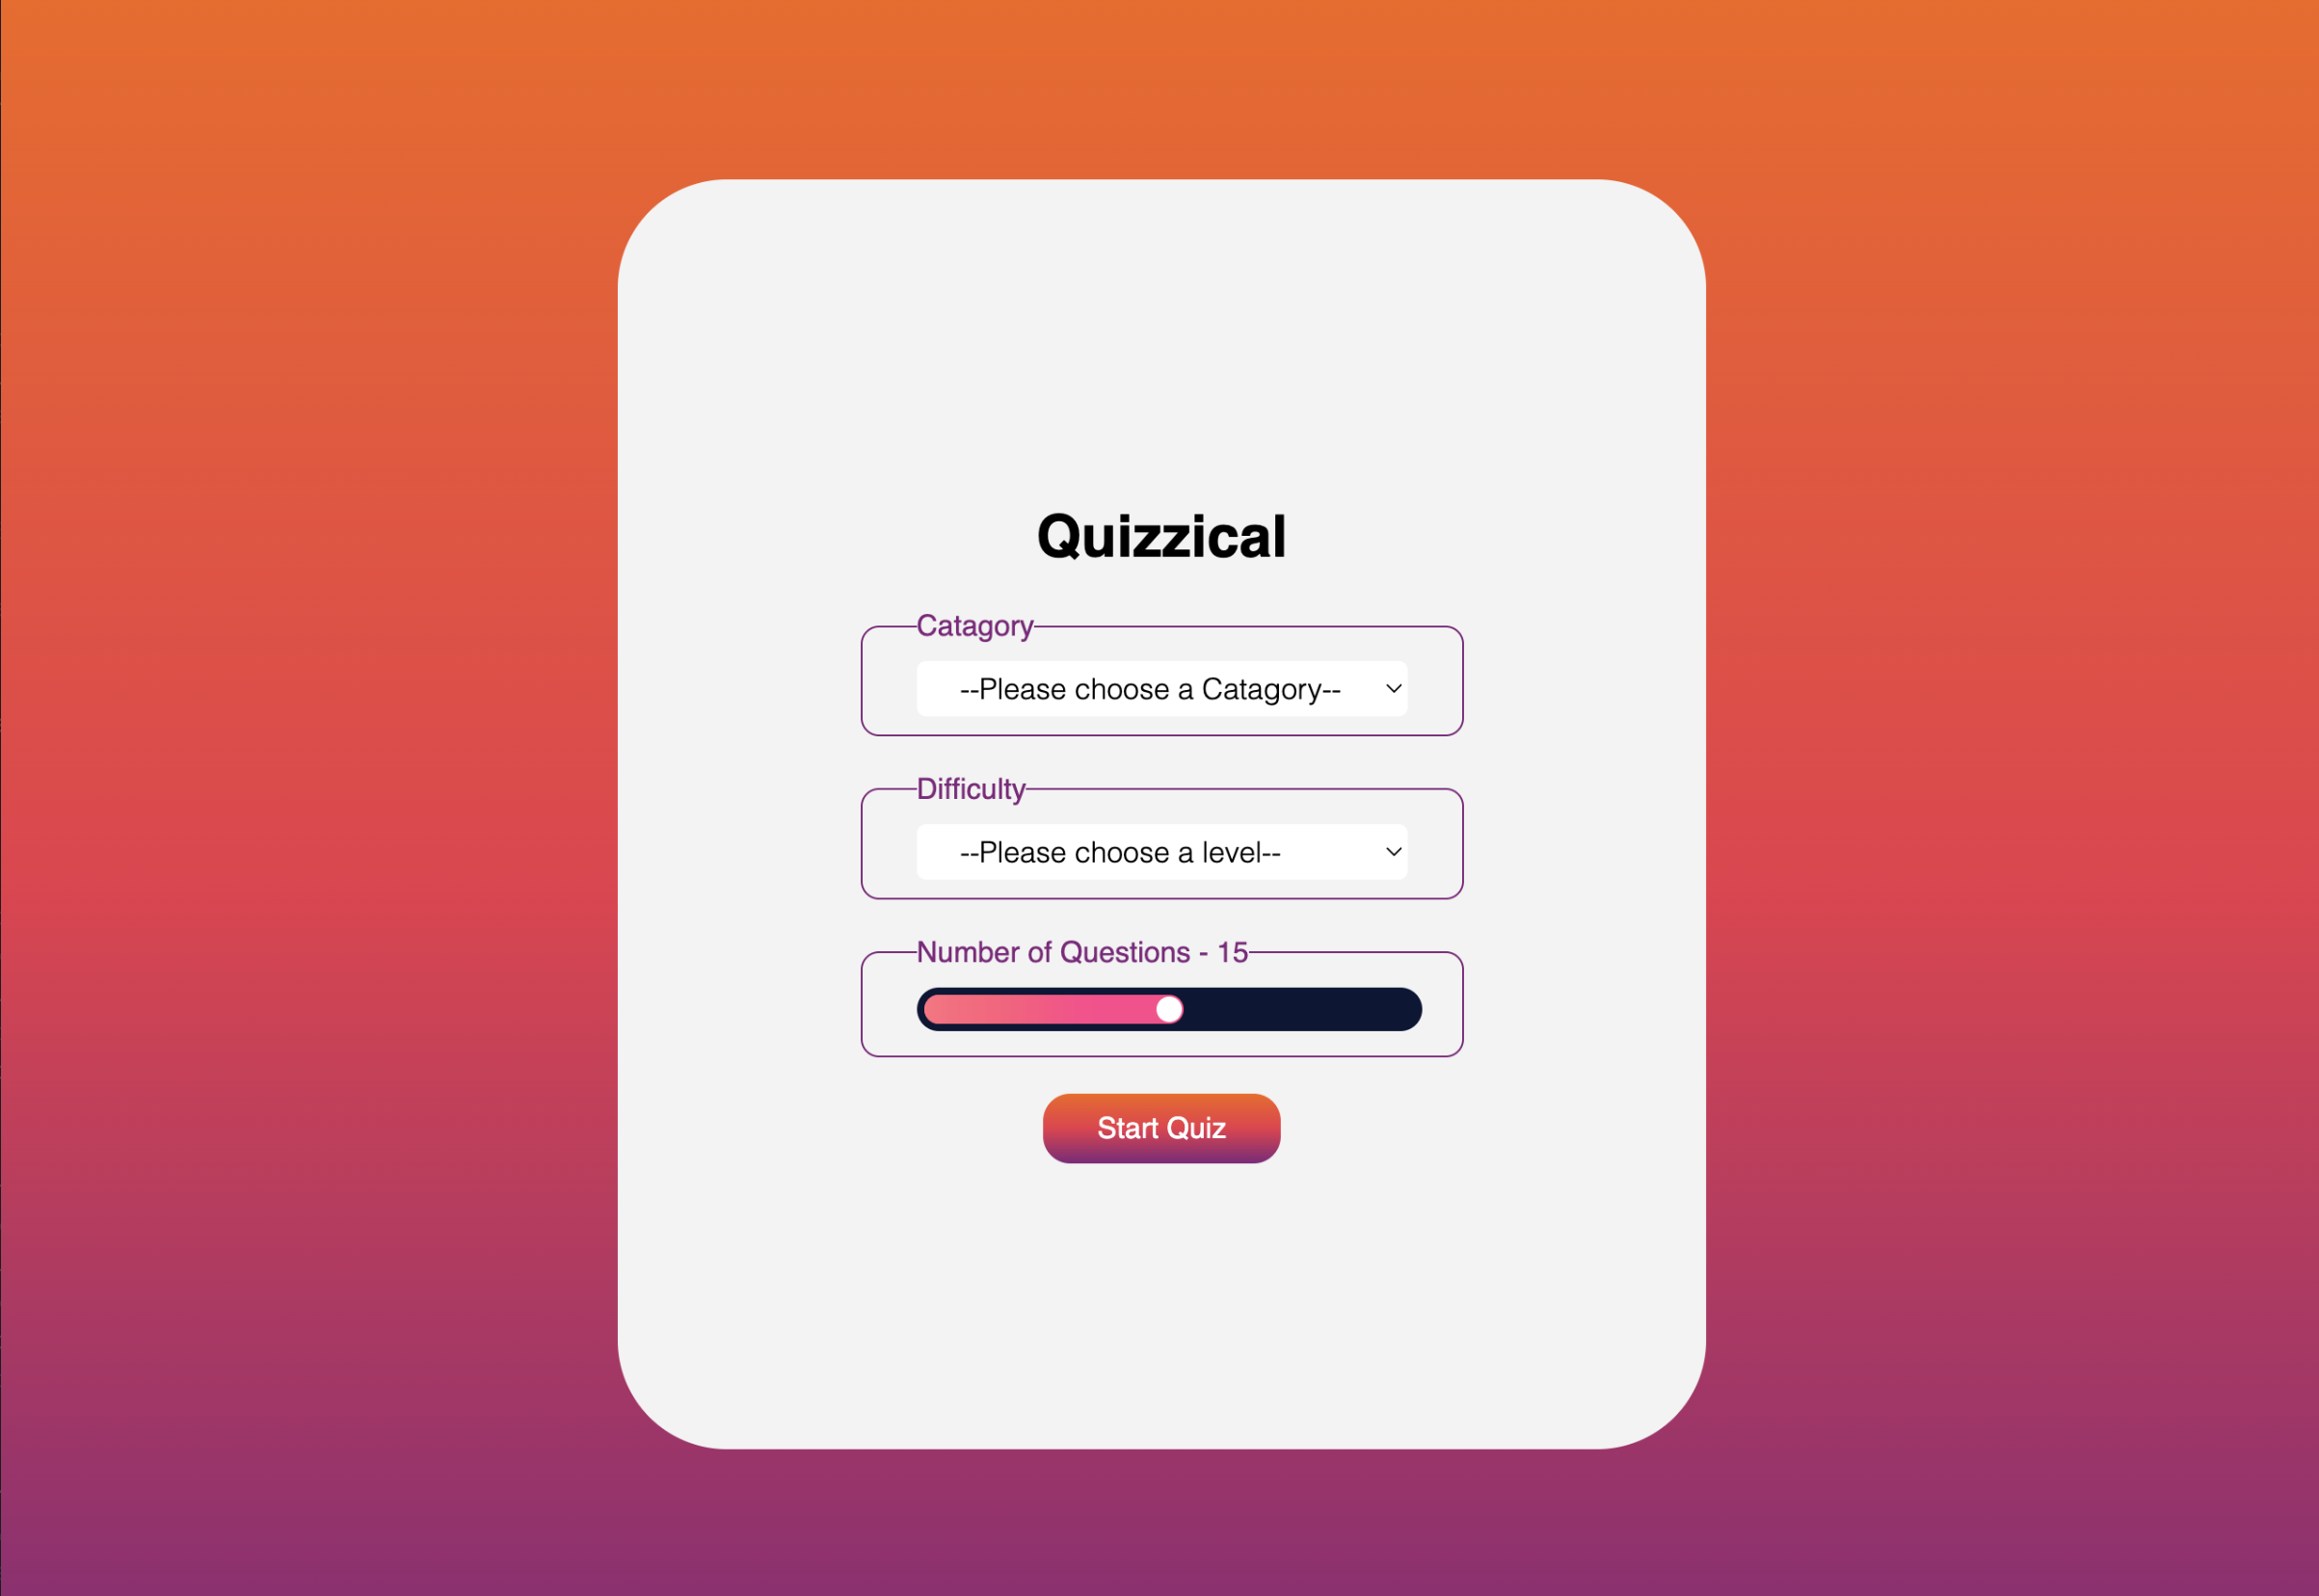 Quizzical
Catagory
--Please choose a Catagory--
Difficulty
--Please choose a level--
Number of Questions - 15
Start Quiz